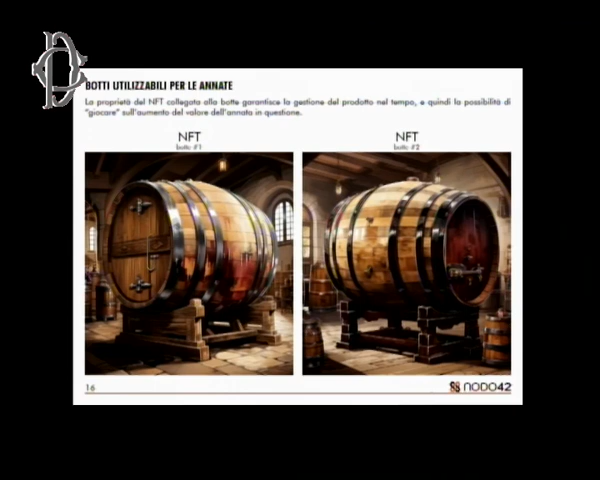 BOTTI UTILIZZABILI PER LE ANNATE
La proprietà del NFT collegata alla botte garantisce la gestione del prodotto nel tempo, e quindi la possibilità di
"giocare" sull'aumento del valore dell'annata in questione.
NFT
botte #1
NFT
botte #2
16
NODO42